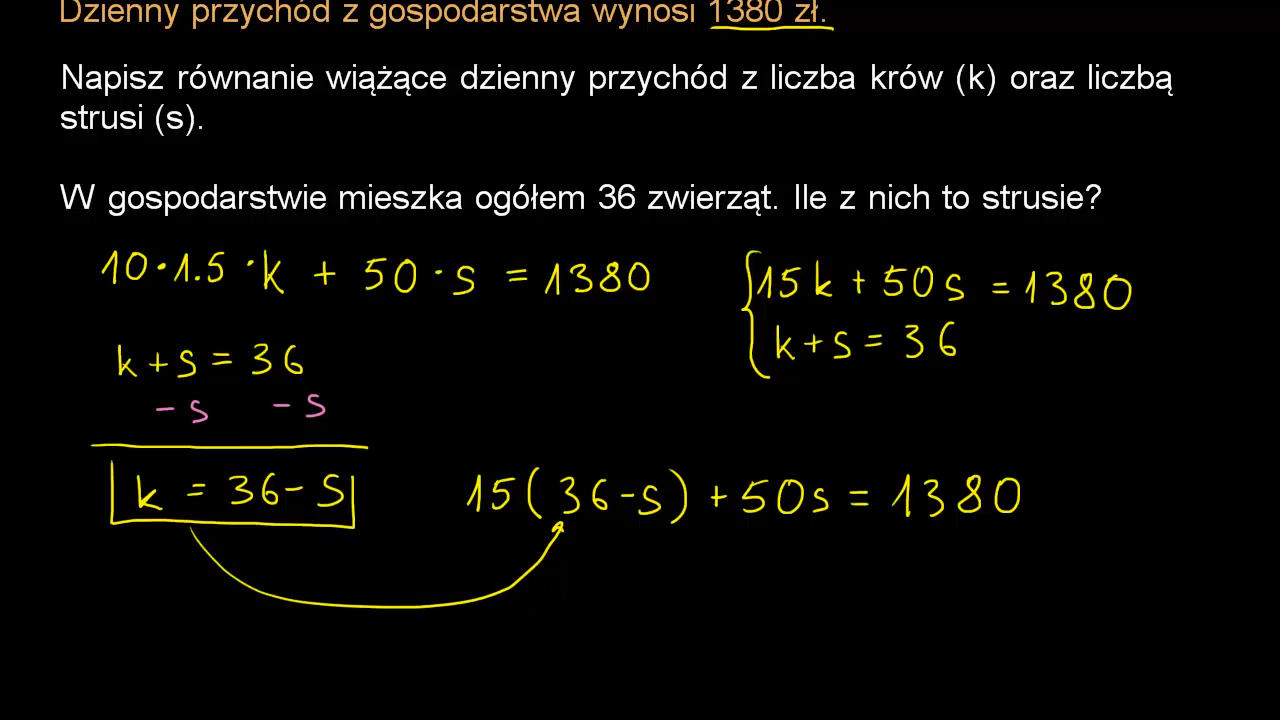 Dzienny przychód z gospodarstwa wynosi 1380 zł.
Napisz równanie wiążące dzienny przychód z liczba krów (k) oraz liczbą
strusi (s).
W gospodarstwie mieszka ogółem 36 zwierząt. Ile z nich to strusie?
10·1.5·k + 50·s = 1380
15k + 50s = 1380
k+s = 36
k+s = 36
-s -s
k = 36-s
15(36-s)+50s = 1380